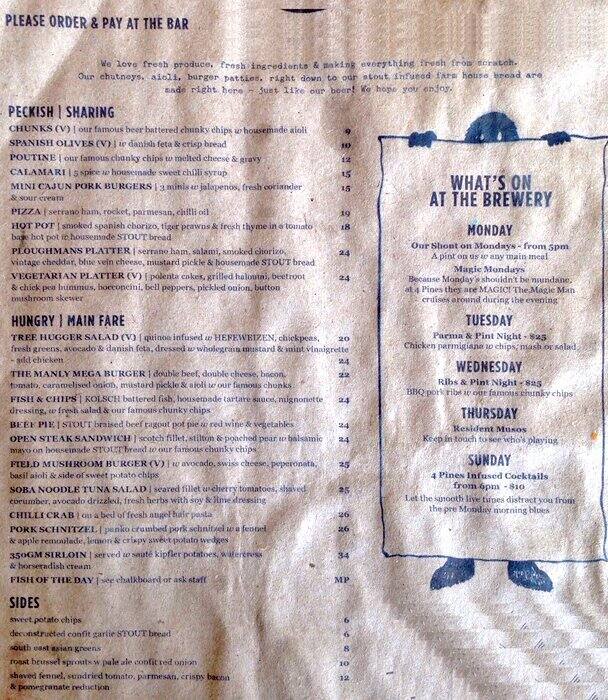 PLEASE ORDER & PAY AT THE BAR
We love fresh produce, fresh ingredients & making everything fresh from scratch.
Our chutneys, aioli, burger patties, right down to our stout infused farm house bread are
made right here - just like our beer! We hope you enjoy.
PECKISH | SHARING
CHUNKS (V) | our famous beer battered chunky chips w housemade aioli 9
SPANISH OLIVES (V) | w danish feta & crisp bread 10
POUTINE | our famous chunky chips w melted cheese & gravy 12
CALAMARI | 5 spice w housemade sweet chilli syrup 15
MINI CAJUN PORK BURGERS | 3 minis w jalapenos, fresh coriander 15
& sour cream
PIZZA | serrano ham, rocket, parmesan, chilli oil 19
HOT POT | smoked spanish chorizo, tiger prawns & fresh thyme in a tomato 18
base hot pot w housemade STOUT bread
PLOUGHMANS PLATTER | serrano ham, salami, smoked chorizo, 24
vintage cheddar, blue vein cheese, mustard pickle & housemade STOUT bread
VEGETARIAN PLATTER (V) | polenta cakes, grilled haloumi, beetroot 24
& chick pea hummus, bocconcini, bell peppers, pickled onion, button
mushroom skewer
HUNGRY | MAIN FARE
TREE HUGGER SALAD (V) | quinoa infused w HEFEWEIZEN, chickpeas, 20
fresh greens, avocado & danish feta, dressed w wholegrain mustard & mint vinaigrette
- add chicken 24
THE MANLY MEGA BURGER | double beef, double cheese, bacon, 22
tomato, caramelised onion, mustard pickle & aioli w our famous chunks
FISH & CHIPS | KOLSCH battered fish, housemade tartare sauce, mignonette 24
dressing, w fresh salad & our famous chunky chips
BEEF PIE | STOUT braised beef ragout pot pie w red wine & vegetables 24
OPEN STEAK SANDWICH | scotch fillet, stilton & poached pear w balsamic 24
mayo on housemade STOUT bread w our famous chunky chips
FIELD MUSHROOM BURGER (V) | w avocado, swiss cheese, peperonata, 25
basil aioli & side of sweet potato chips
SOBA NOODLE TUNA SALAD | seared fillet w cherry tomatoes, shaved 25
cucumber, avocado drizzled, fresh herbs with soy & lime dressing
CHILLI CRAB | on a bed of fresh angel hair pasta 26
PORK SCHNITZEL | panko crumbed pork schnitzel w a fennel 26
& apple remoulade, lemon & crispy sweet potato wedges
350GM SIRLOIN | served w sauté kipfler potatoes, watercress 34
& horseradish cream
FISH OF THE DAY | see chalkboard or ask staff MP
SIDES
sweet potato chips 6
deconstructed confit garlic STOUT bread 6
south east asian greens 8
roast brussel sprouts w pale ale confit red onion 10
shaved fennel, sundried tomato, parmesan, crispy bacon 12
& pomegranate reduction
WHAT'S ON
AT THE BREWERY
MONDAY
Our Shout on Mondays - from 5pm
A pint on us w any main meal
Magic Mondays
Because Monday's shouldn't be mundane,
at 4 Pines they are MAGIC! The Magic Man
cruises around during the evening
TUESDAY
Parma & Pint Night - $25
Chicken parmigiana w chips, mash or salad
WEDNESDAY
Ribs & Pint Night - $25
BBQ pork ribs w our famous chunky chips
THURSDAY
Resident Musos
Keep in touch to see who's playing
SUNDAY
4 Pines Infused Cocktails
from 6pm - $10
Let the smooth live tunes distract you from
the pre Monday morning blues